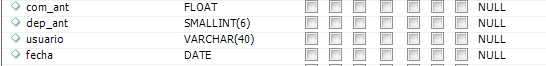 com_ant FLOAT NULL
dep_ant SMALLINT(6) NULL
usuario VARCHAR(40) NULL
fecha DATE NULL